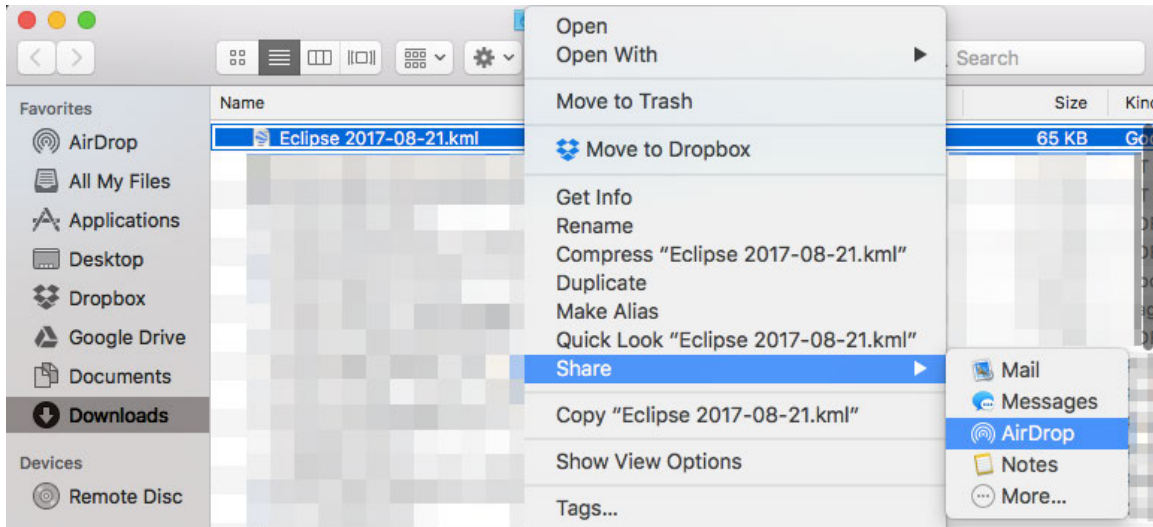 Search
Favorites
AirDrop
All My Files
Applications
Desktop
Dropbox
Google Drive
Documents
Downloads
Devices
Remote Disc
Name
Size
Eclipse 2017-08-21.kml
65 KB
Open
Open With
Move to Trash
Move to Dropbox
Get Info
Rename
Compress “Eclipse 2017-08-21.kml”
Duplicate
Make Alias
Quick Look “Eclipse 2017-08-21.kml”
Share
Copy “Eclipse 2017-08-21.kml”
Show View Options
Tags...
Mail
Messages
AirDrop
Notes
More...